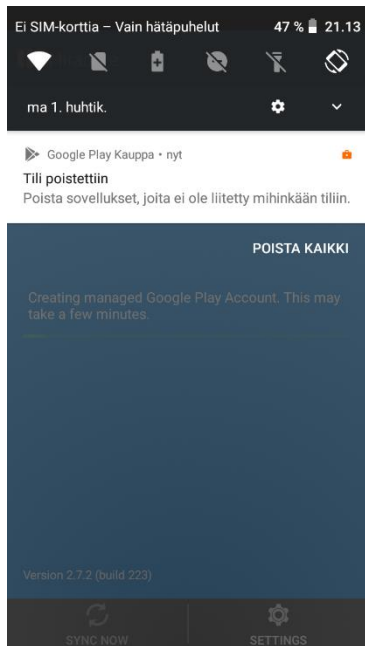 Ei SIM-korttia – Vain hätäpuhelut 47 % 21.13
ma 1. huhtik.
Google Play Kauppa • nyt
Tili poistettiin
Poista sovellukset, joita ei ole liitetty mihinkään tiliin.
POISTA KAIKKI
Creating managed Google Play Account. This may
take a few minutes.
Version 2.7.2 (build 223)
SYNC NOW SETTINGS